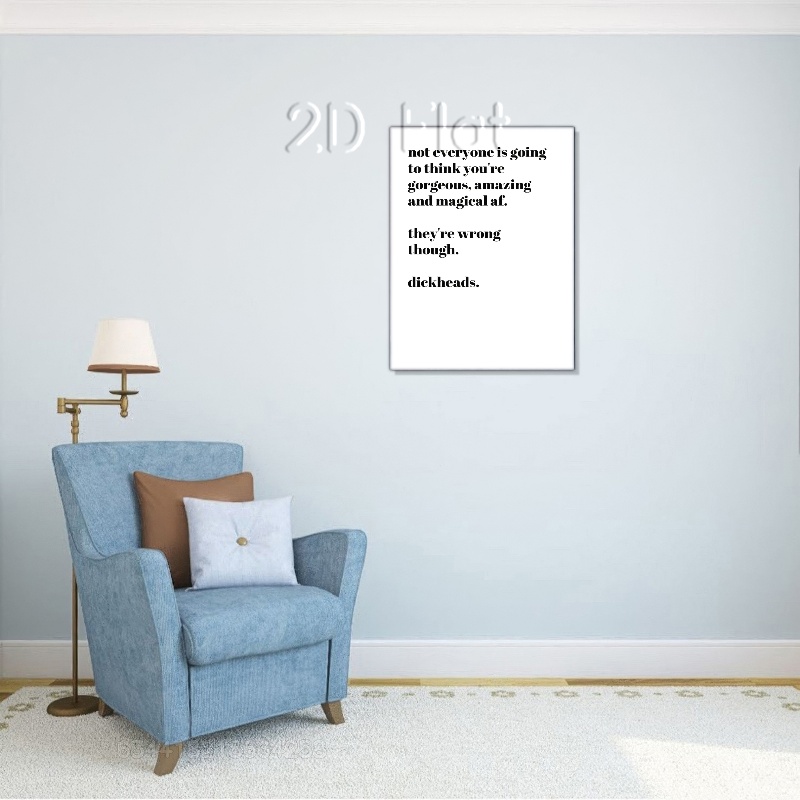 2D Flat
not everyone is going
to think you're
gorgeous, amazing
and magical af.
they're wrong
though.
dickheads.